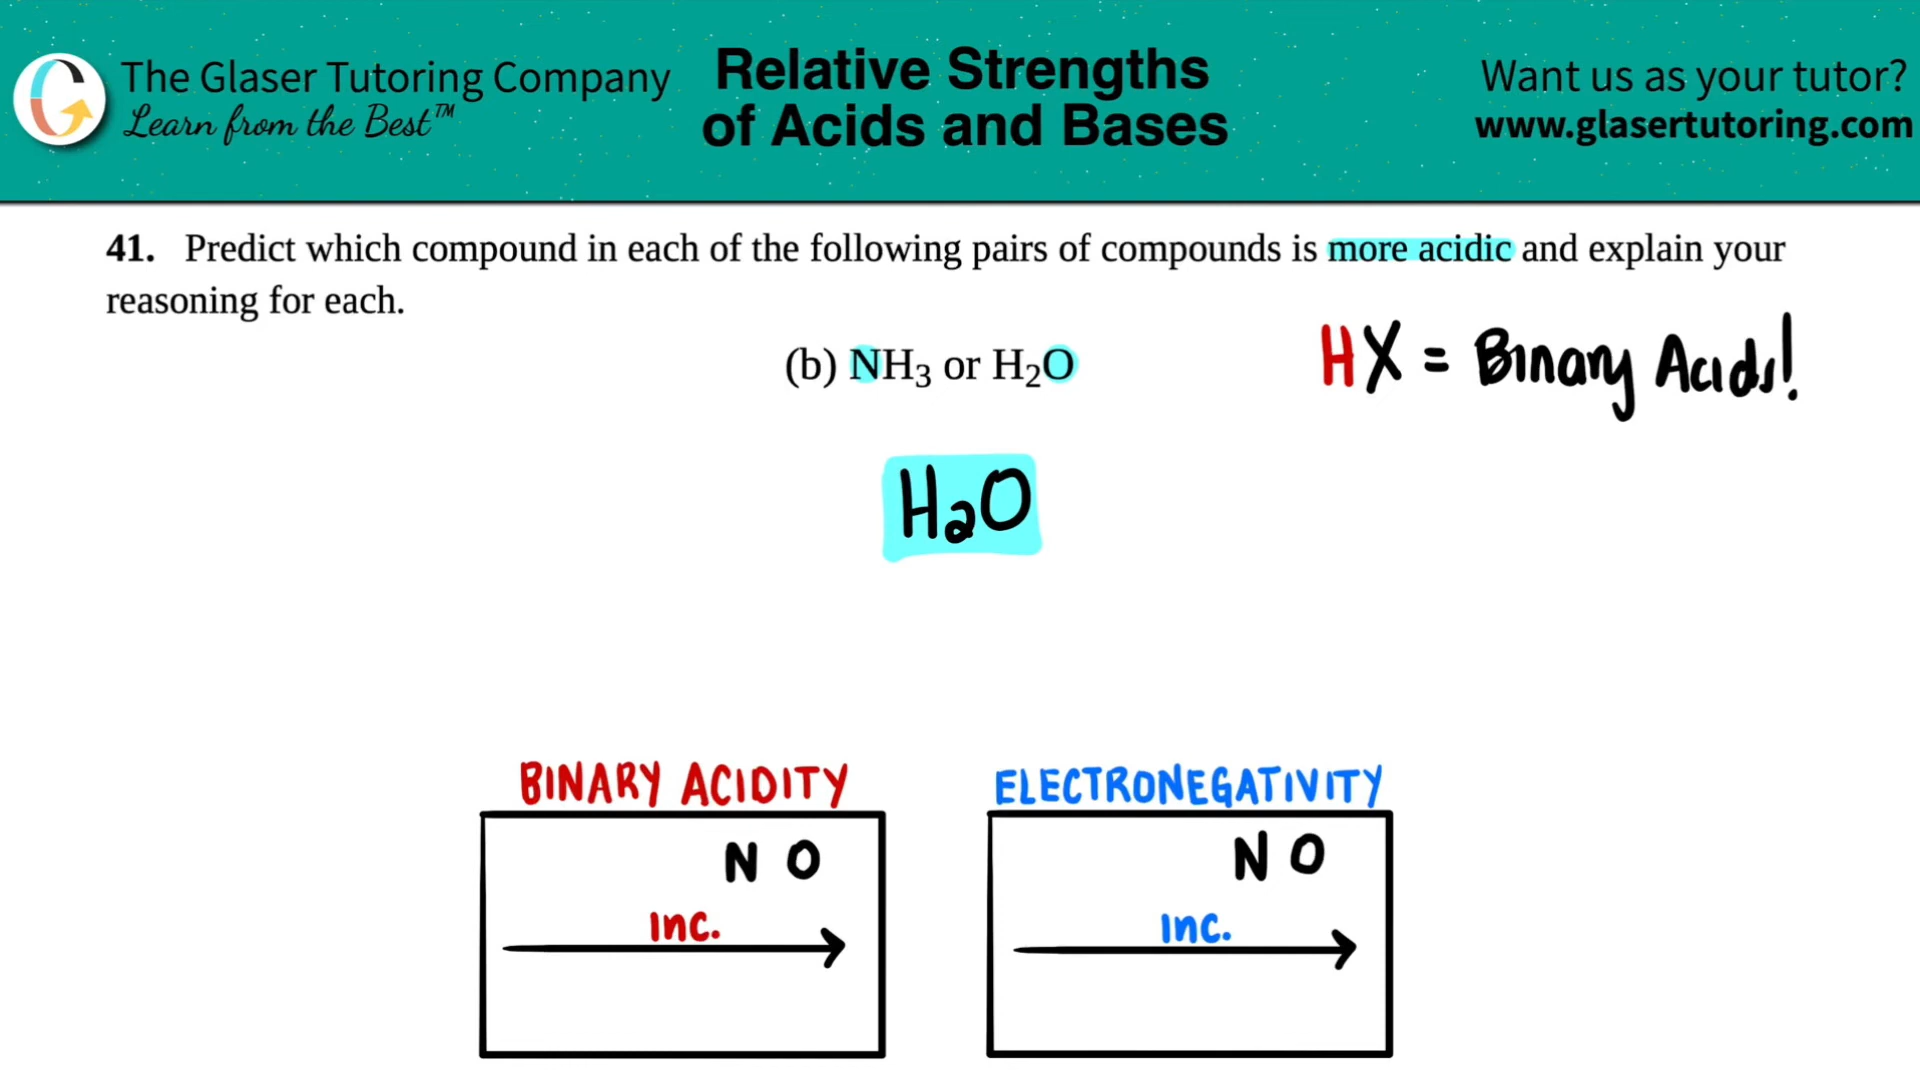 The Glaser Tutoring Company
Learn from the Best™
Relative Strengths
of Acids and Bases
Want us as your tutor?
www.glasertutoring.com
41. Predict which compound in each of the following pairs of compounds is more acidic and explain your
reasoning for each.
(b) NH₃ or H₂O
HX = Binary Acids!
H₂O
BINARY ACIDITY
N O
Inc.
ELECTRONEGATIVITY
N O
Inc.